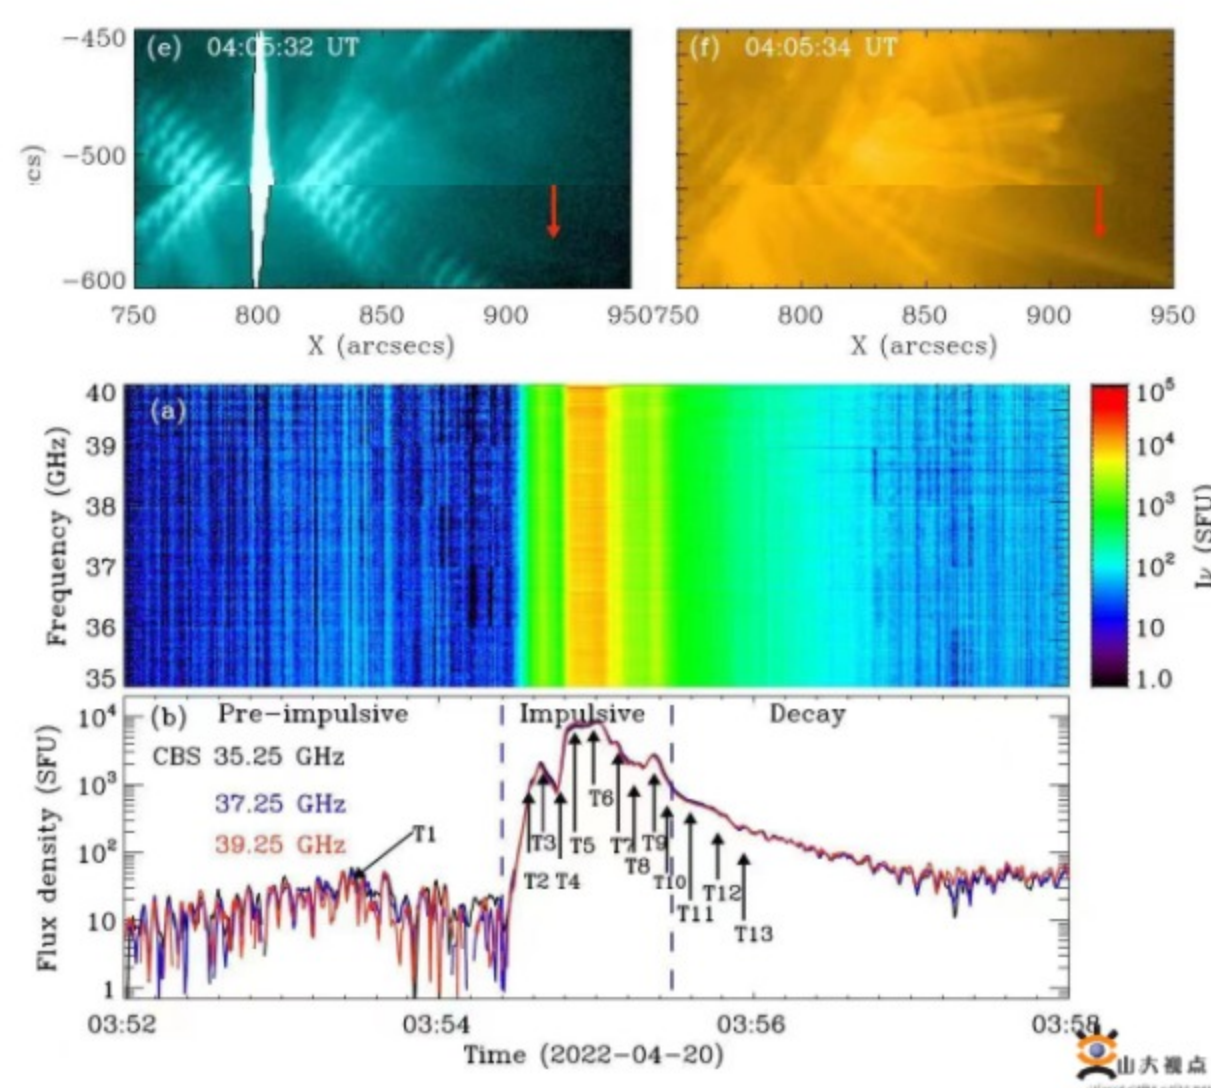 (e) 04:05:32 UT
(f) 04:05:34 UT
−450
−500
−600
cs)
750 800 850 900 950
750 800 850 900 950
X (arcsecs)
X (arcsecs)
(a)
40
39
38
37
36
35
Frequency (GHz)
10⁵
10⁴
10³
10²
10
1.0
Iν (SFU)
(b) Pre-impulsive Impulsive Decay
CBS 35.25 GHz
37.25 GHz
39.25 GHz
10⁴
10³
10²
10
1
Flux density (SFU)
T1
T2
T3
T4
T5
T6
T7
T8
T9
T10
T11
T12
T13
03:52 03:54 03:56 03:58
Time (2022-04-20)
山大视点